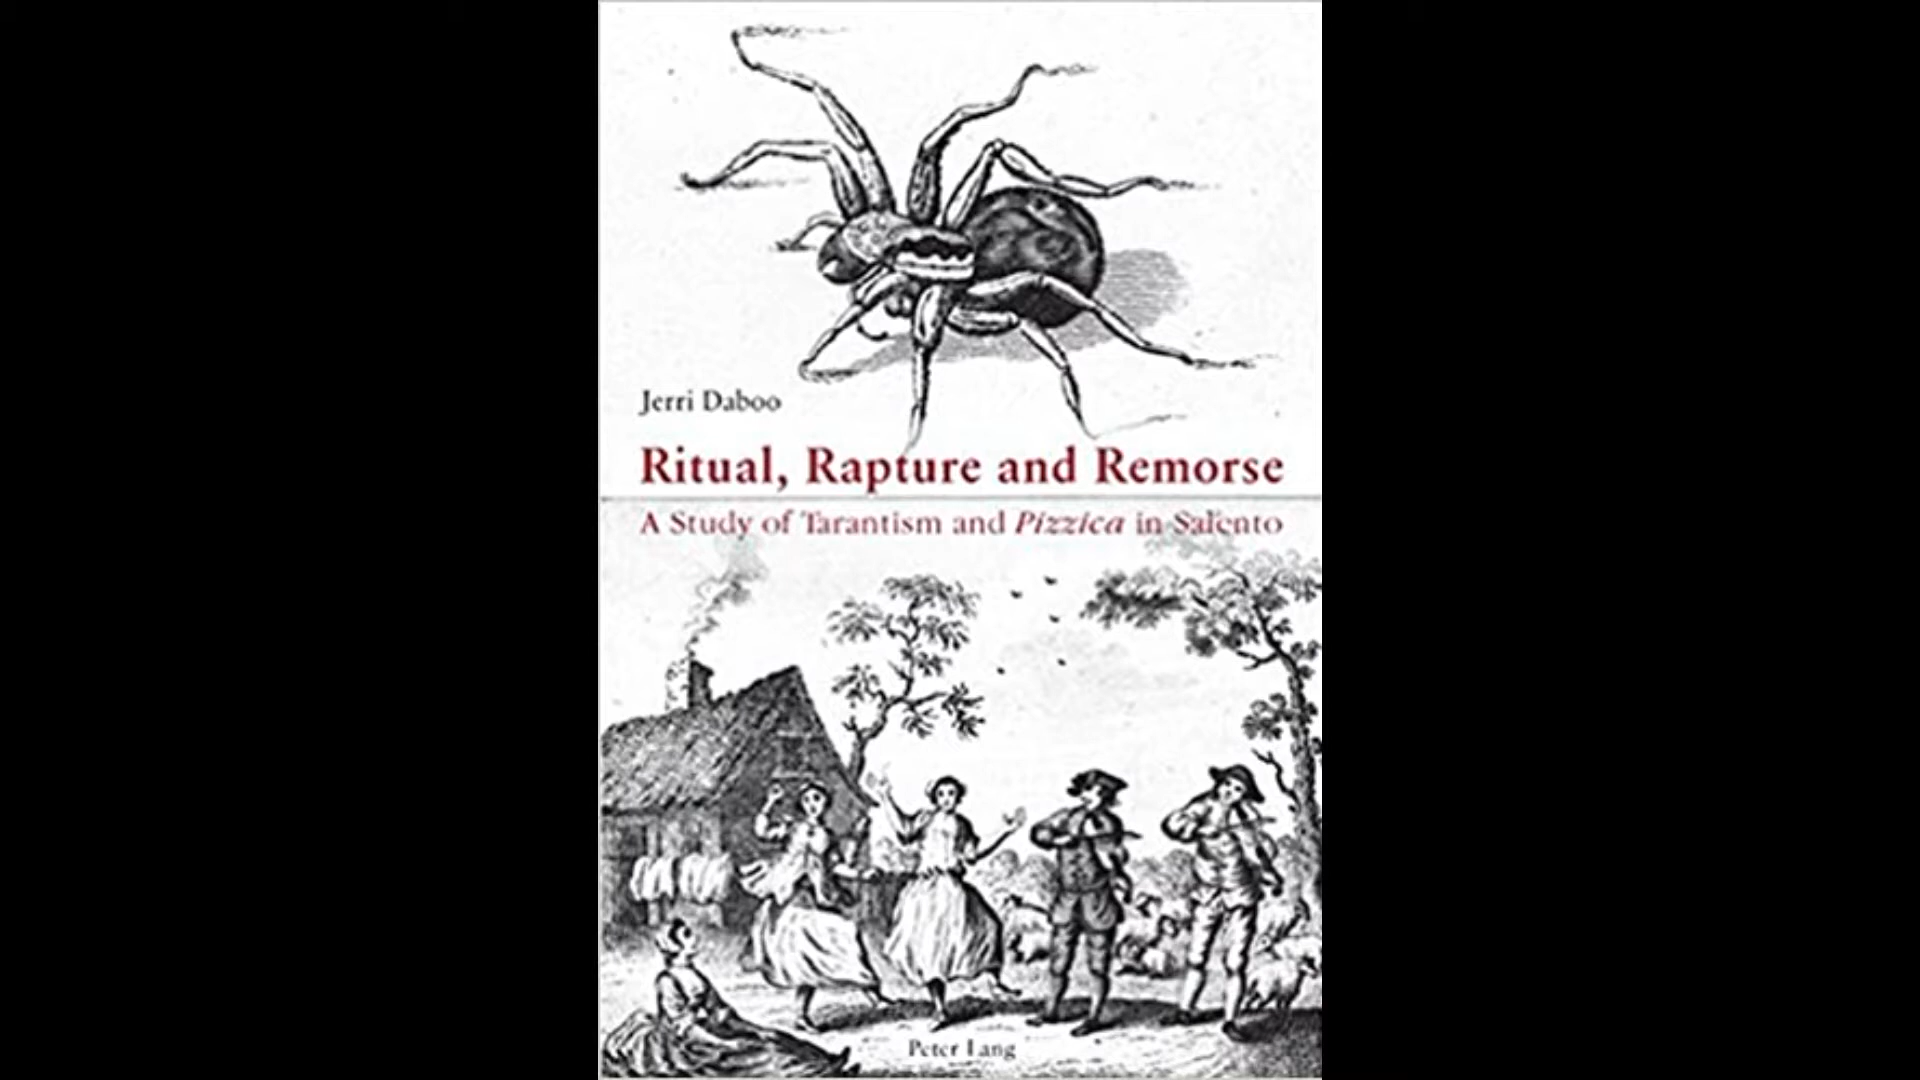 Jerri Daboo
Ritual, Rapture and Remorse
A Study of Tarantism and Pizzica in Salento
Peter Lang